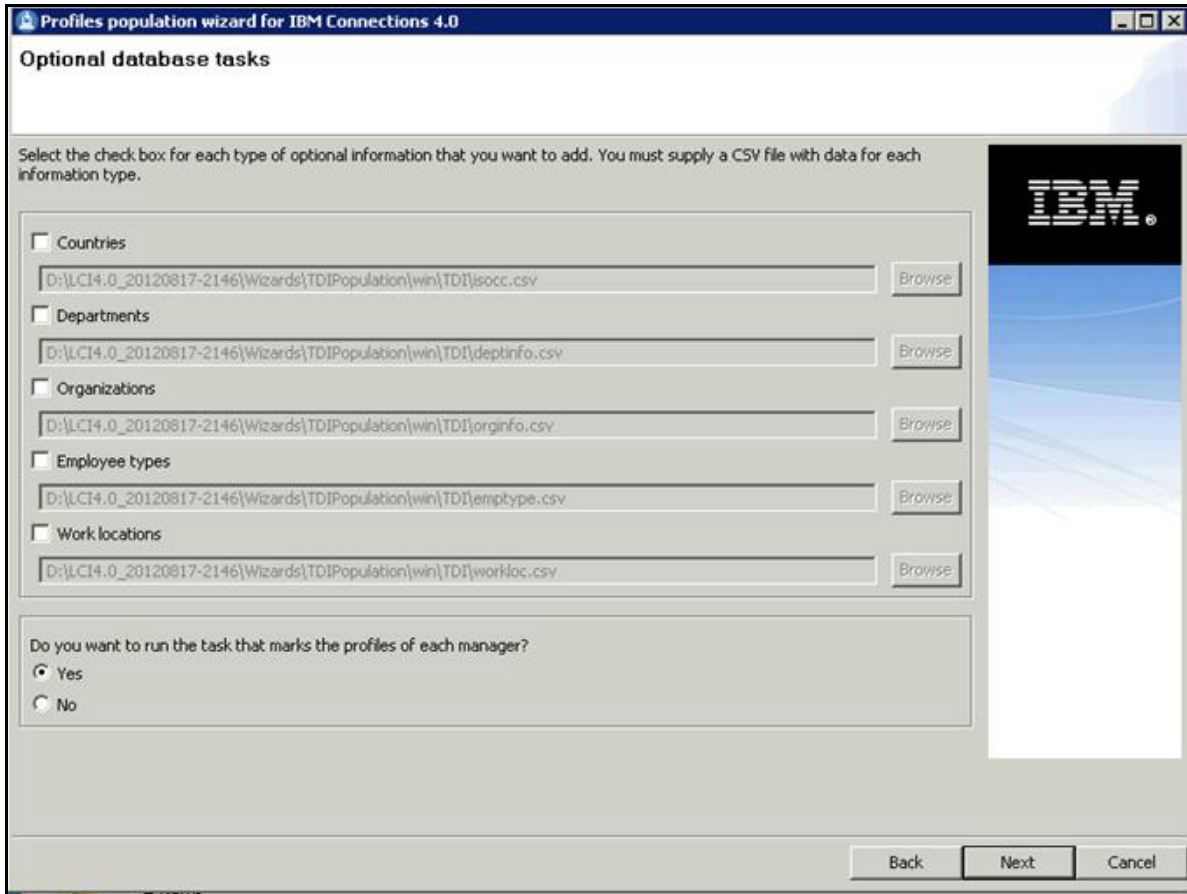 Profiles population wizard for IBM Connections 4.0
Optional database tasks
Select the check box for each type of optional information that you want to add. You must supply a CSV file with data for each
information type.
IBM®
Countries
D:\LCI4.0_20120817-2146\Wizards\TDIPopulation\win\TDI\isocc.csv Browse
Departments
D:\LCI4.0_20120817-2146\Wizards\TDIPopulation\win\TDI\deptinfo.csv Browse
Organizations
D:\LCI4.0_20120817-2146\Wizards\TDIPopulation\win\TDI\orginfo.csv Browse
Employee types
D:\LCI4.0_20120817-2146\Wizards\TDIPopulation\win\TDI\emptype.csv Browse
Work locations
D:\LCI4.0_20120817-2146\Wizards\TDIPopulation\win\TDI\workloc.csv Browse
Do you want to run the task that marks the profiles of each manager?
Yes
No
Back Next Cancel